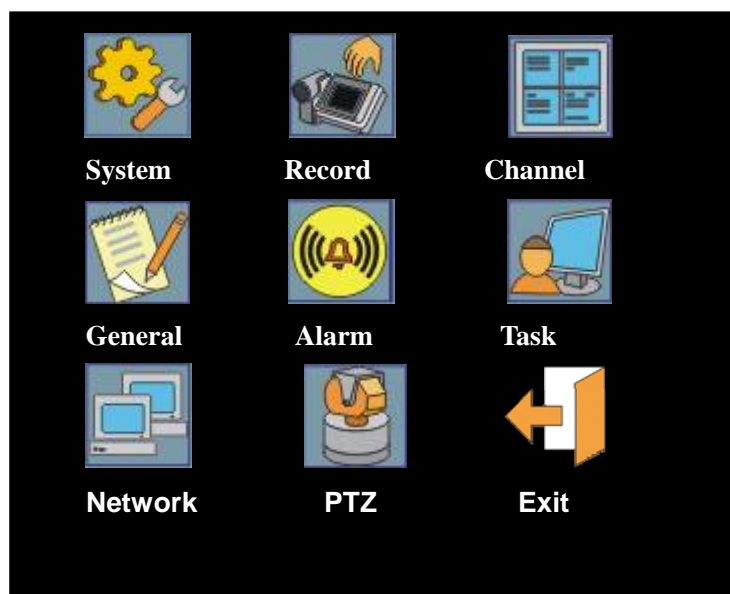 System Record Channel
General Alarm Task
Network PTZ Exit